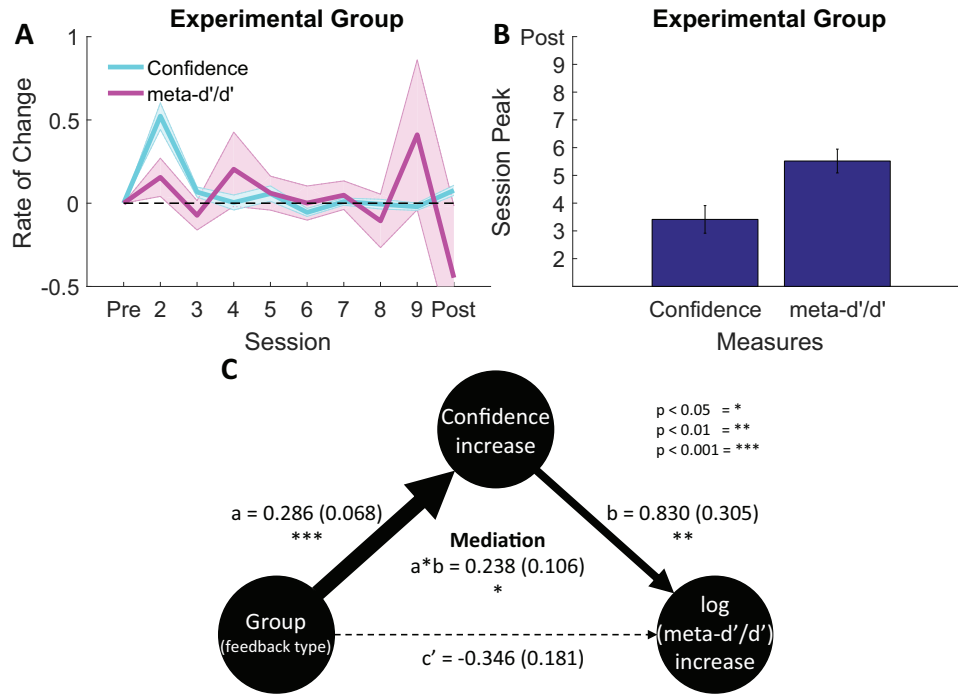 A
Experimental Group
1
0.5
0
-0.5
Rate of Change
Confidence
meta-d'/d'
Pre 2 3 4 5 6 7 8 9 Post
Session
B
Experimental Group
Post
9
8
7
6
5
4
3
2
Session Peak
Confidence meta-d'/d'
Measures
C
Confidence
increase
p < 0.05 = *
p < 0.01 = **
p < 0.001 = ***
a = 0.286 (0.068)
***
b = 0.830 (0.305)
**
Mediation
a*b = 0.238 (0.106)
*
Group
(feedback type)
log
(meta-d’/d’)
increase
c’ = -0.346 (0.181)